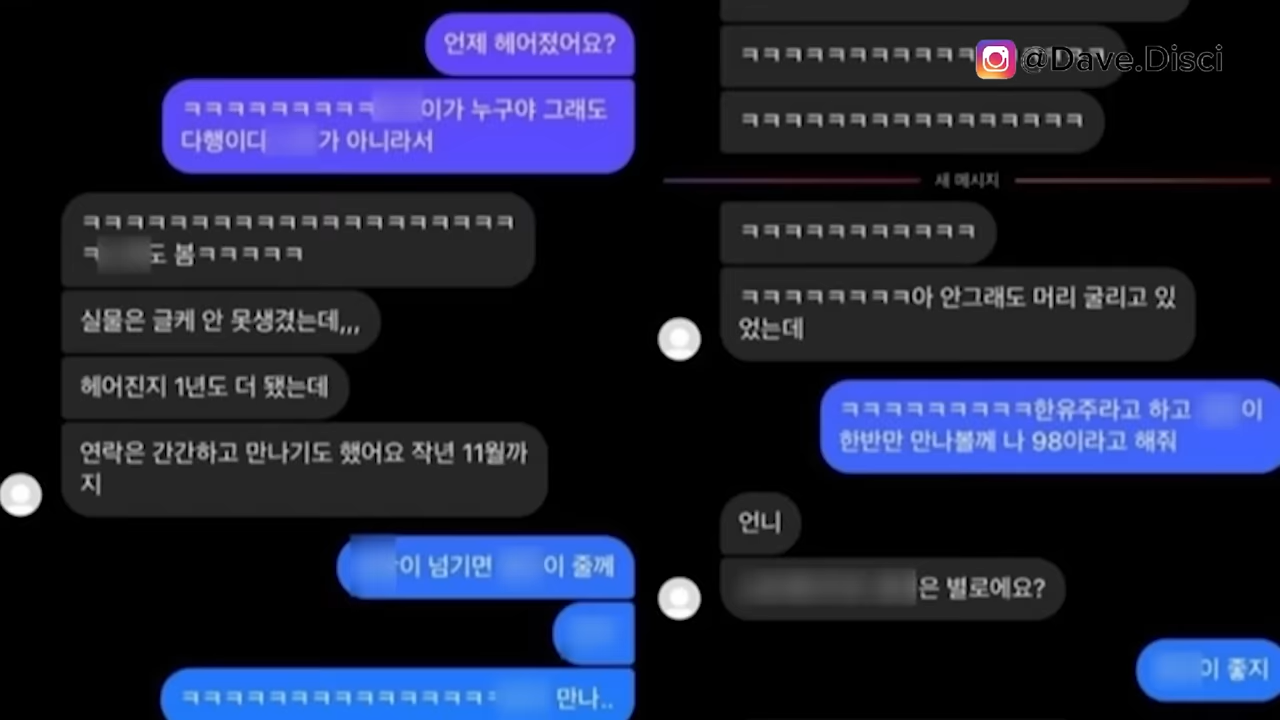 언제 헤어졌어요?
ㅋㅋㅋㅋㅋㅋㅋㅋㅋ 이가 누구야 그래도
다행이디 가 아니라서
ㅋㅋㅋㅋㅋㅋㅋㅋㅋㅋㅋㅋㅋㅋㅋㅋㅋㅋㅋㅋ
ㅋ 도 봄ㅋㅋㅋㅋㅋ
실물은 글케 안 못생겼는데,,,
헤어진지 1년도 더 됐는데
연락은 간간하고 만나기도 했어요 작년 11월까
지
이 넘기면 이 줄께
ㅋㅋㅋㅋㅋㅋㅋㅋㅋㅋㅋㅋㅋㅋㅋ 만나..
@Dave.Disci
ㅋㅋㅋㅋㅋㅋㅋㅋㅋㅋㅋㅋㅋㅋㅋㅋㅋ
ㅋㅋㅋㅋㅋㅋㅋㅋㅋㅋㅋㅋㅋㅋㅋㅋ
새 메시지
ㅋㅋㅋㅋㅋㅋㅋㅋㅋㅋㅋ
ㅋㅋㅋㅋㅋㅋㅋㅋ아 안그래도 머리 굴리고 있
었는데
ㅋㅋㅋㅋㅋㅋㅋㅋㅋ한유주라고 하고 이
한반만 만나볼께 나 98이라고 해줘
언니
은 별로에요?
이 좋지